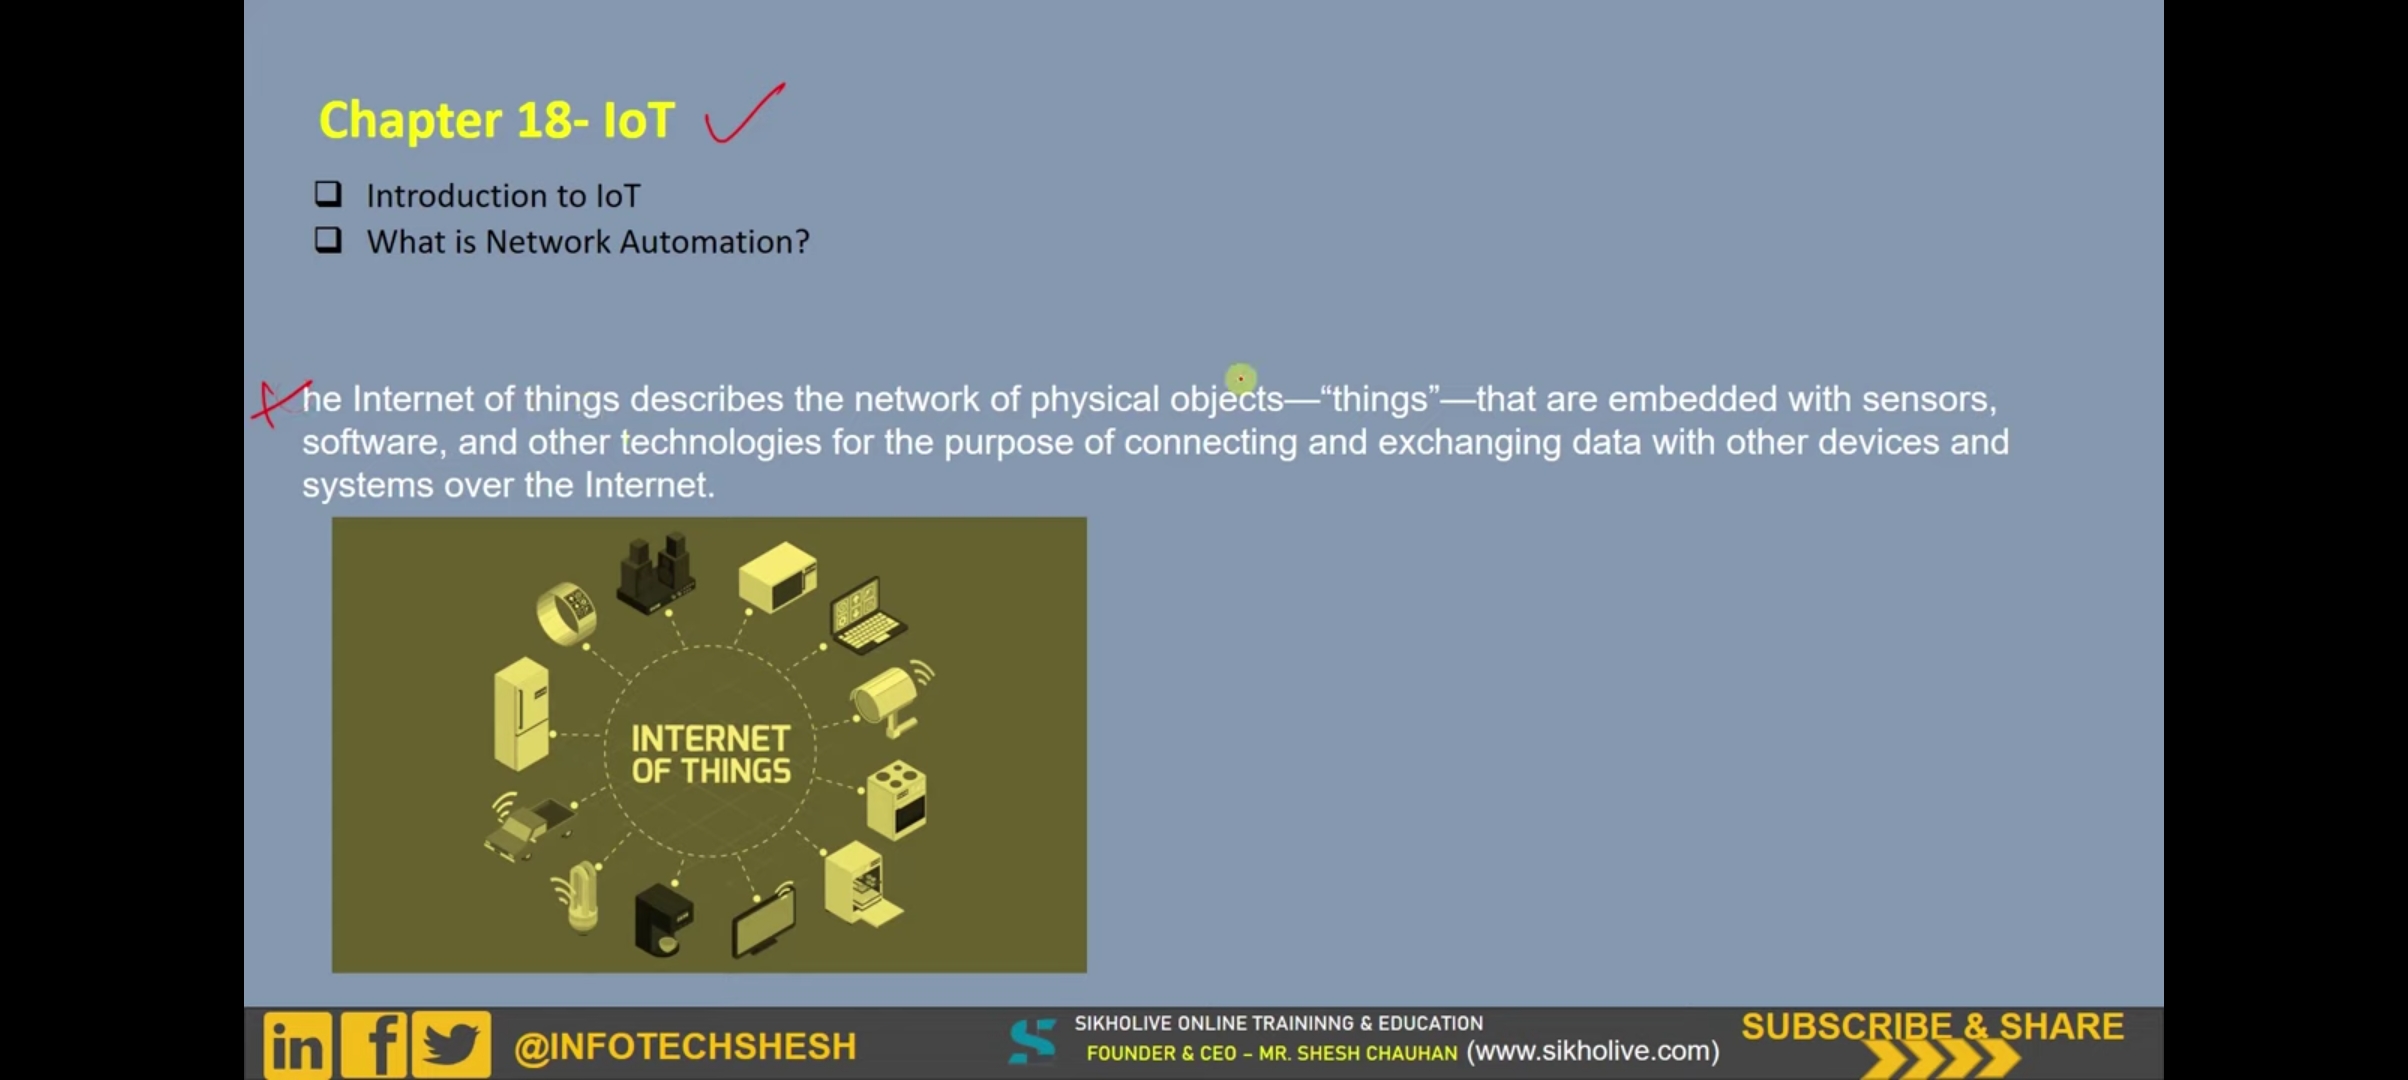 Chapter 18- IoT
Introduction to IoT
What is Network Automation?
he Internet of things describes the network of physical objects—“things”—that are embedded with sensors,
software, and other technologies for the purpose of connecting and exchanging data with other devices and
systems over the Internet.
INTERNET
OF THINGS
in f @INFOTECHSHESH
SIKHOLIVE ONLINE TRAININNG & EDUCATION
FOUNDER & CEO – MR. SHESH CHAUHAN (www.sikholive.com)
SUBSCRIBE & SHARE